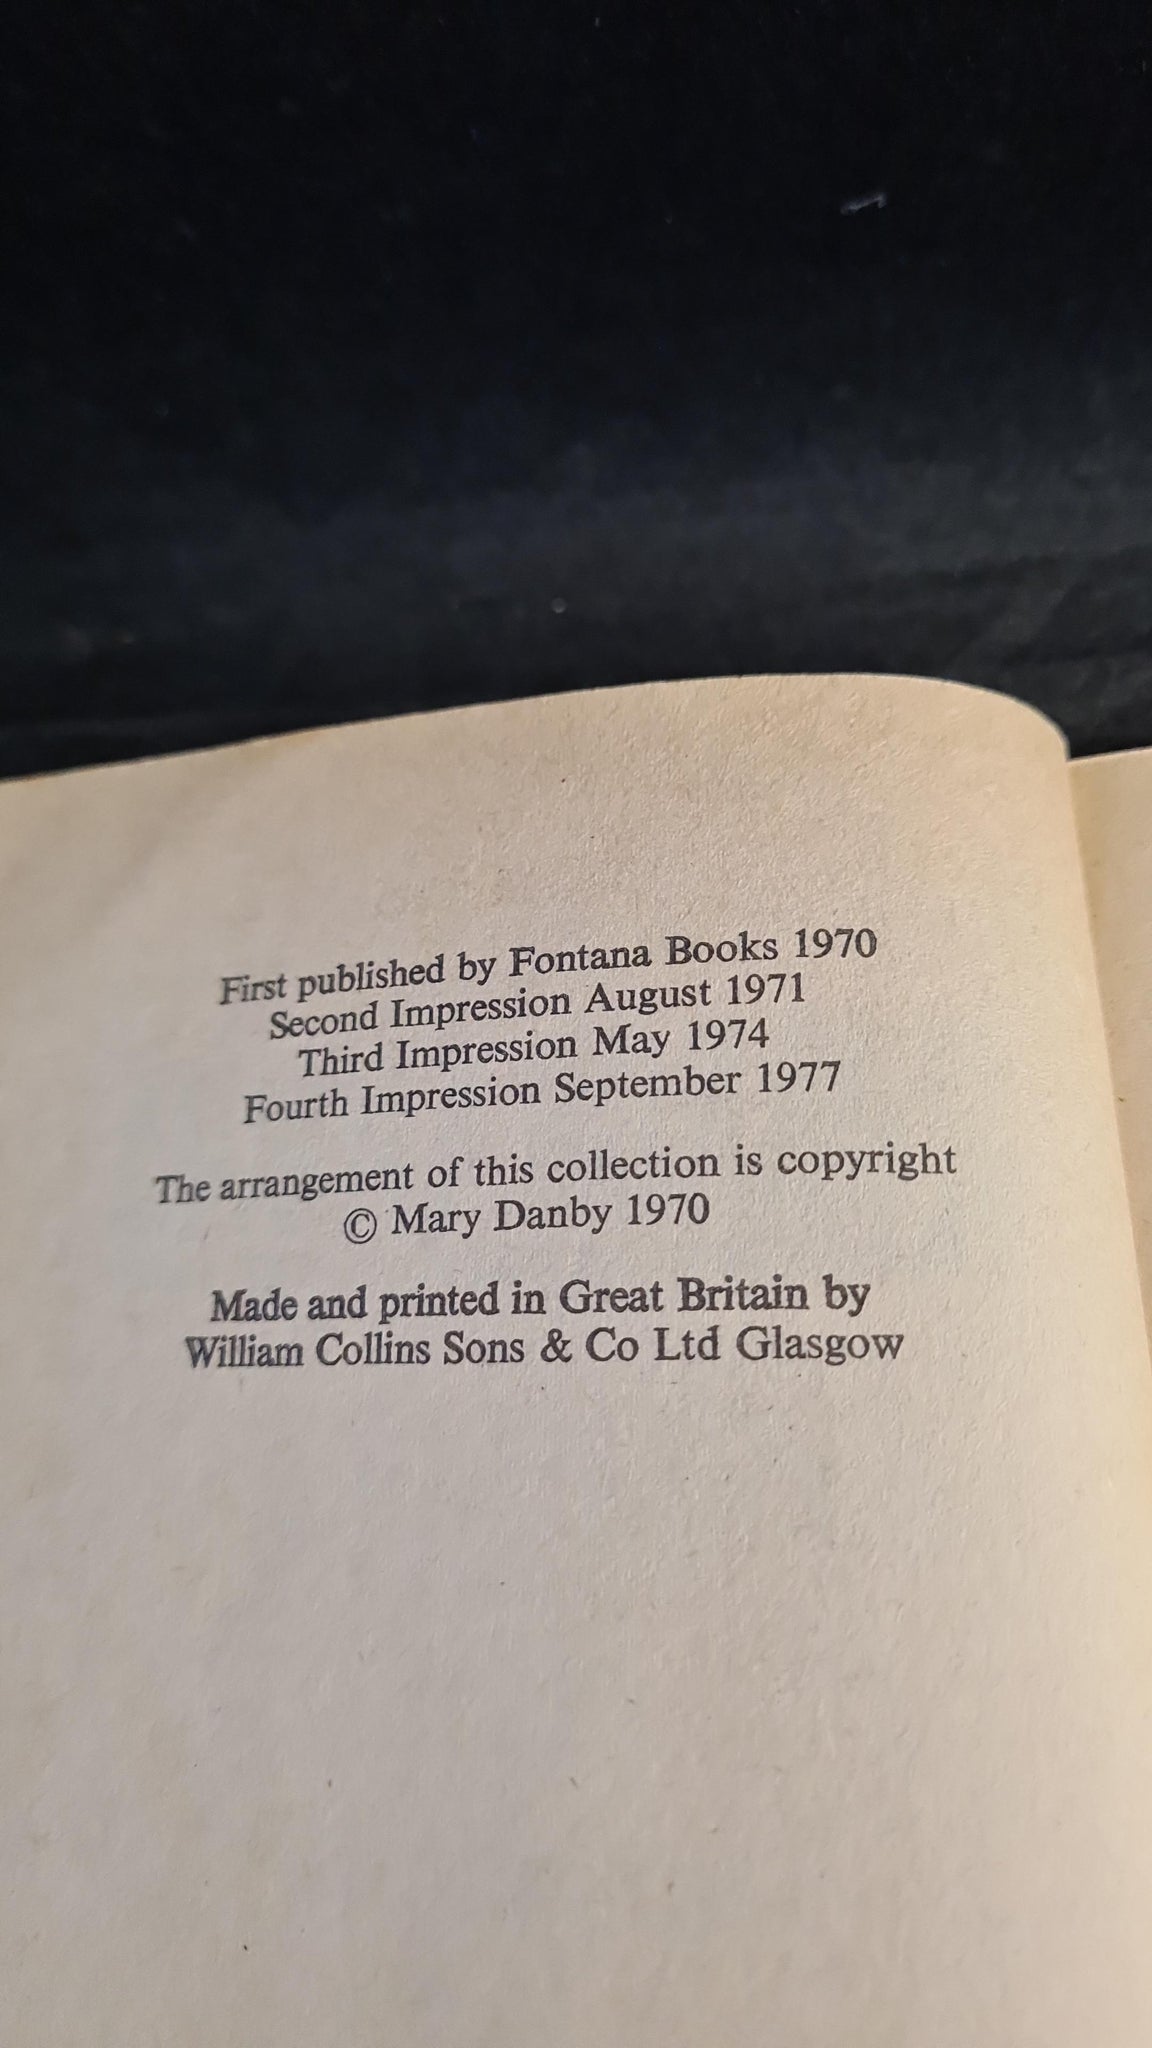 First published by Fontana Books 1970
Second Impression August 1971
Third Impression May 1974
Fourth Impression September 1977
The arrangement of this collection is copyright
© Mary Danby 1970
Made and printed in Great Britain by
William Collins Sons & Co Ltd Glasgow